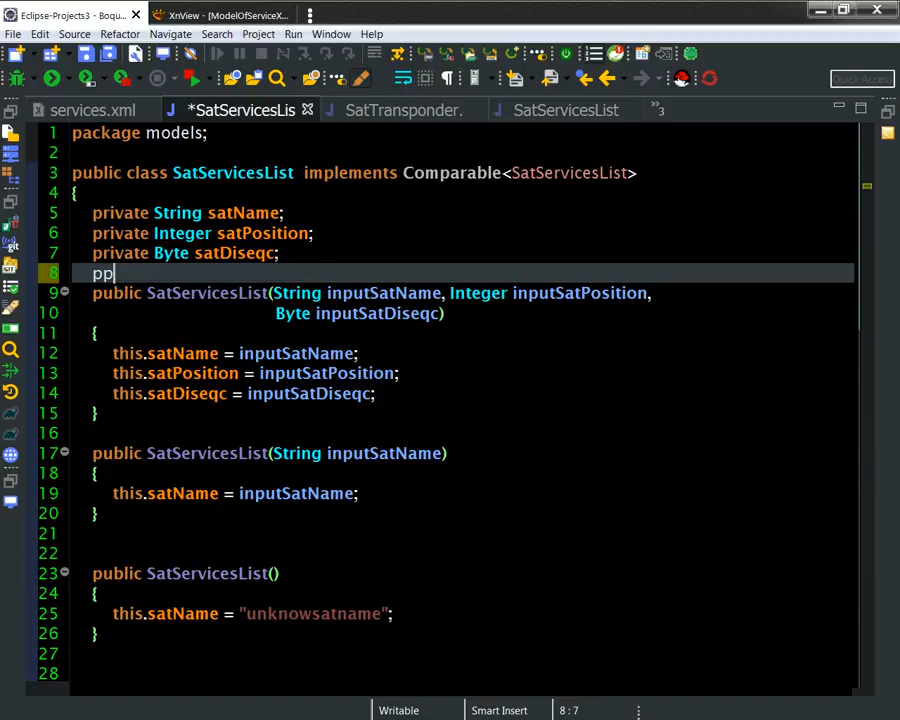 Eclipse-Projects3 - Boqu... XnView - [ModelOfServiceX...
File Edit Source Refactor Navigate Search Project Run Window Help
Quick Access
services.xml *SatServicesLis SatTransponder. SatServicesList 3
1 package models;
2
3 public class SatServicesList implements Comparable<SatServicesList>
4 {
5 private String satName;
6 private Integer satPosition;
7 private Byte satDiseqc;
8 pp
9 public SatServicesList(String inputSatName, Integer inputSatPosition,
10 Byte inputSatDiseqc)
11 {
12 this.satName = inputSatName;
13 this.satPosition = inputSatPosition;
14 this.satDiseqc = inputSatDiseqc;
15 }
16
17 public SatServicesList(String inputSatName)
18 {
19 this.satName = inputSatName;
20 }
21
22
23 public SatServicesList()
24 {
25 this.satName = "unknowsatname";
26 }
27
28
Writable Smart Insert 8 : 7